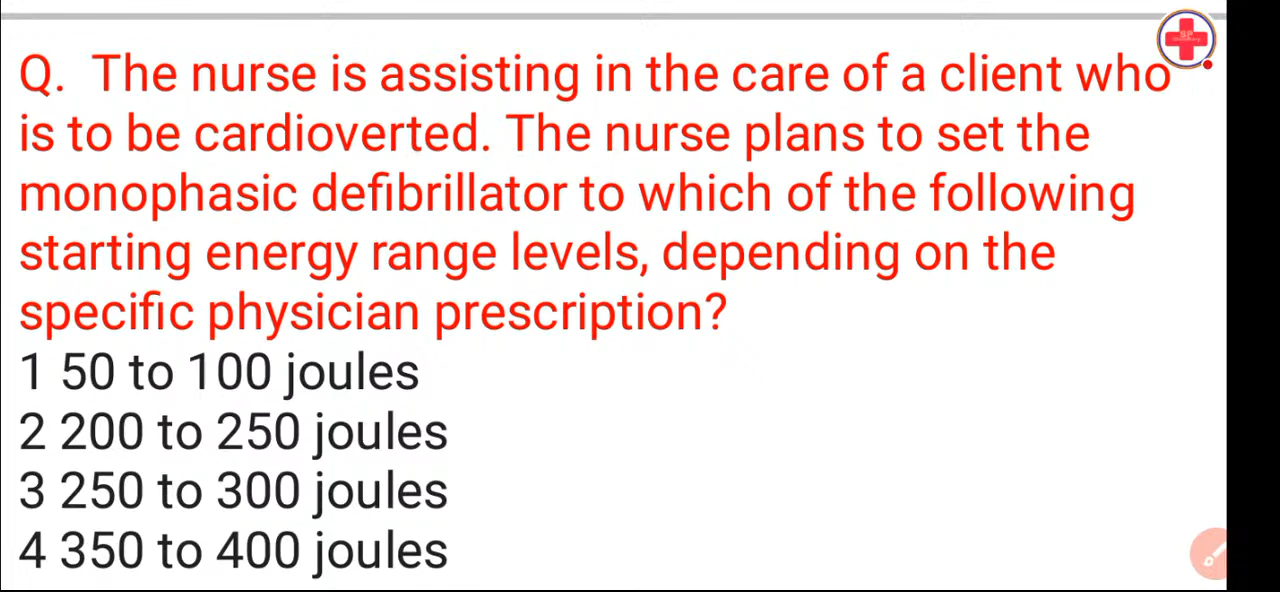 Q. The nurse is assisting in the care of a client who
is to be cardioverted. The nurse plans to set the
monophasic defibrillator to which of the following
starting energy range levels, depending on the
specific physician prescription?
1 50 to 100 joules
2 200 to 250 joules
3 250 to 300 joules
4 350 to 400 joules
SP